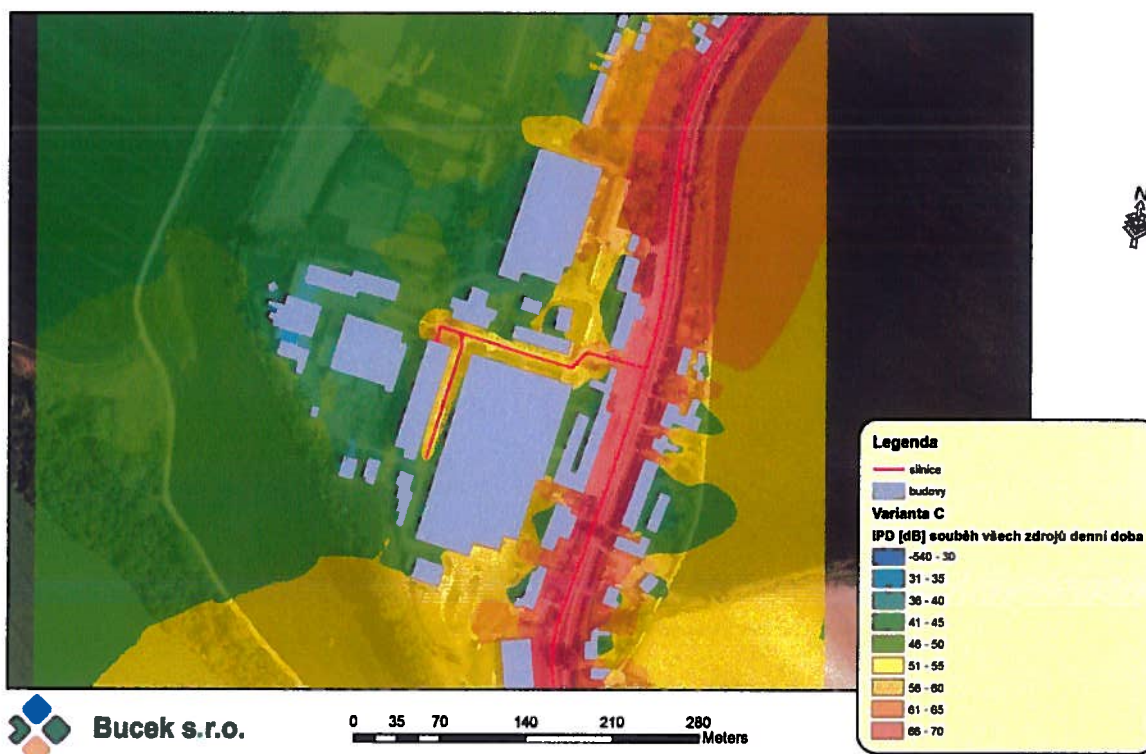 N
Legenda
silnice
budovy
Varianta C
IPD [dB] souběh všech zdrojů denní doba
-540 - 30
31 - 35
36 - 40
41 - 45
46 - 50
51 - 55
56 - 60
61 - 65
66 - 70
Bucek s.r.o.
0 35 70 140 210 280
Meters